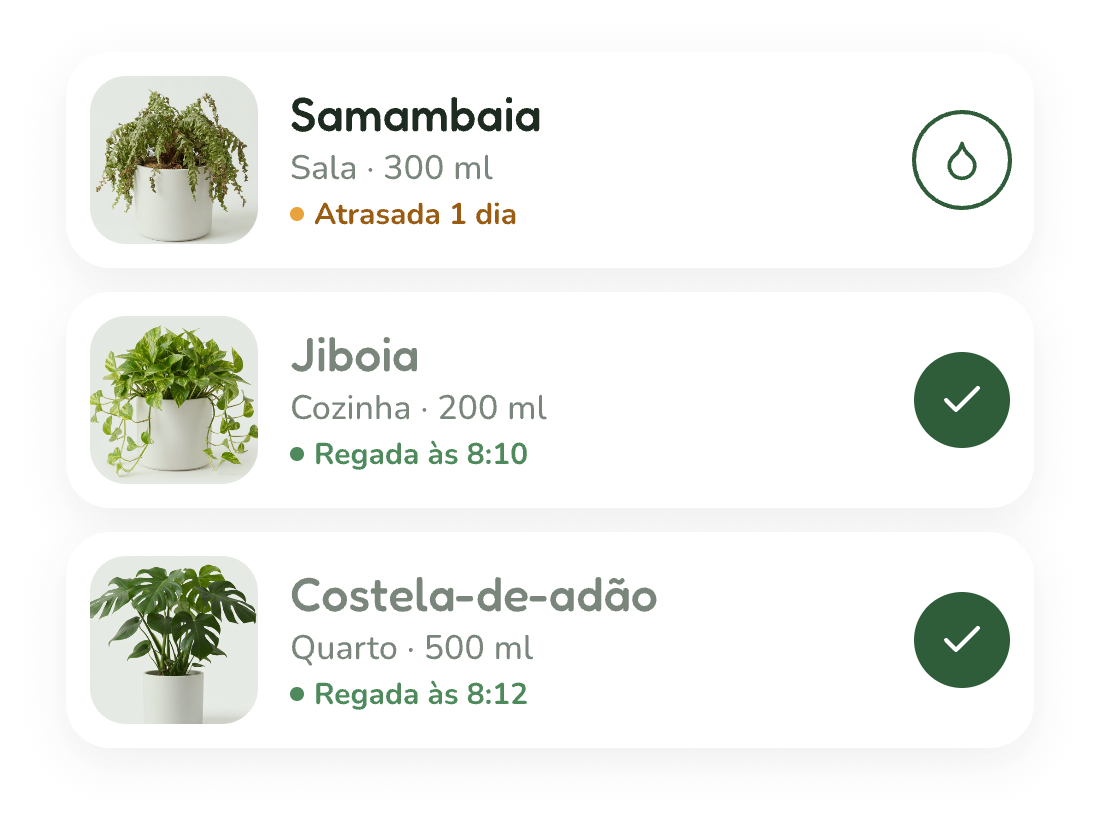 Samambaia
Sala · 300 ml
Atrasada 1 dia
Jiboia
Cozinha · 200 ml
Regada às 8:10
Costela-de-adão
Quarto · 500 ml
Regada às 8:12